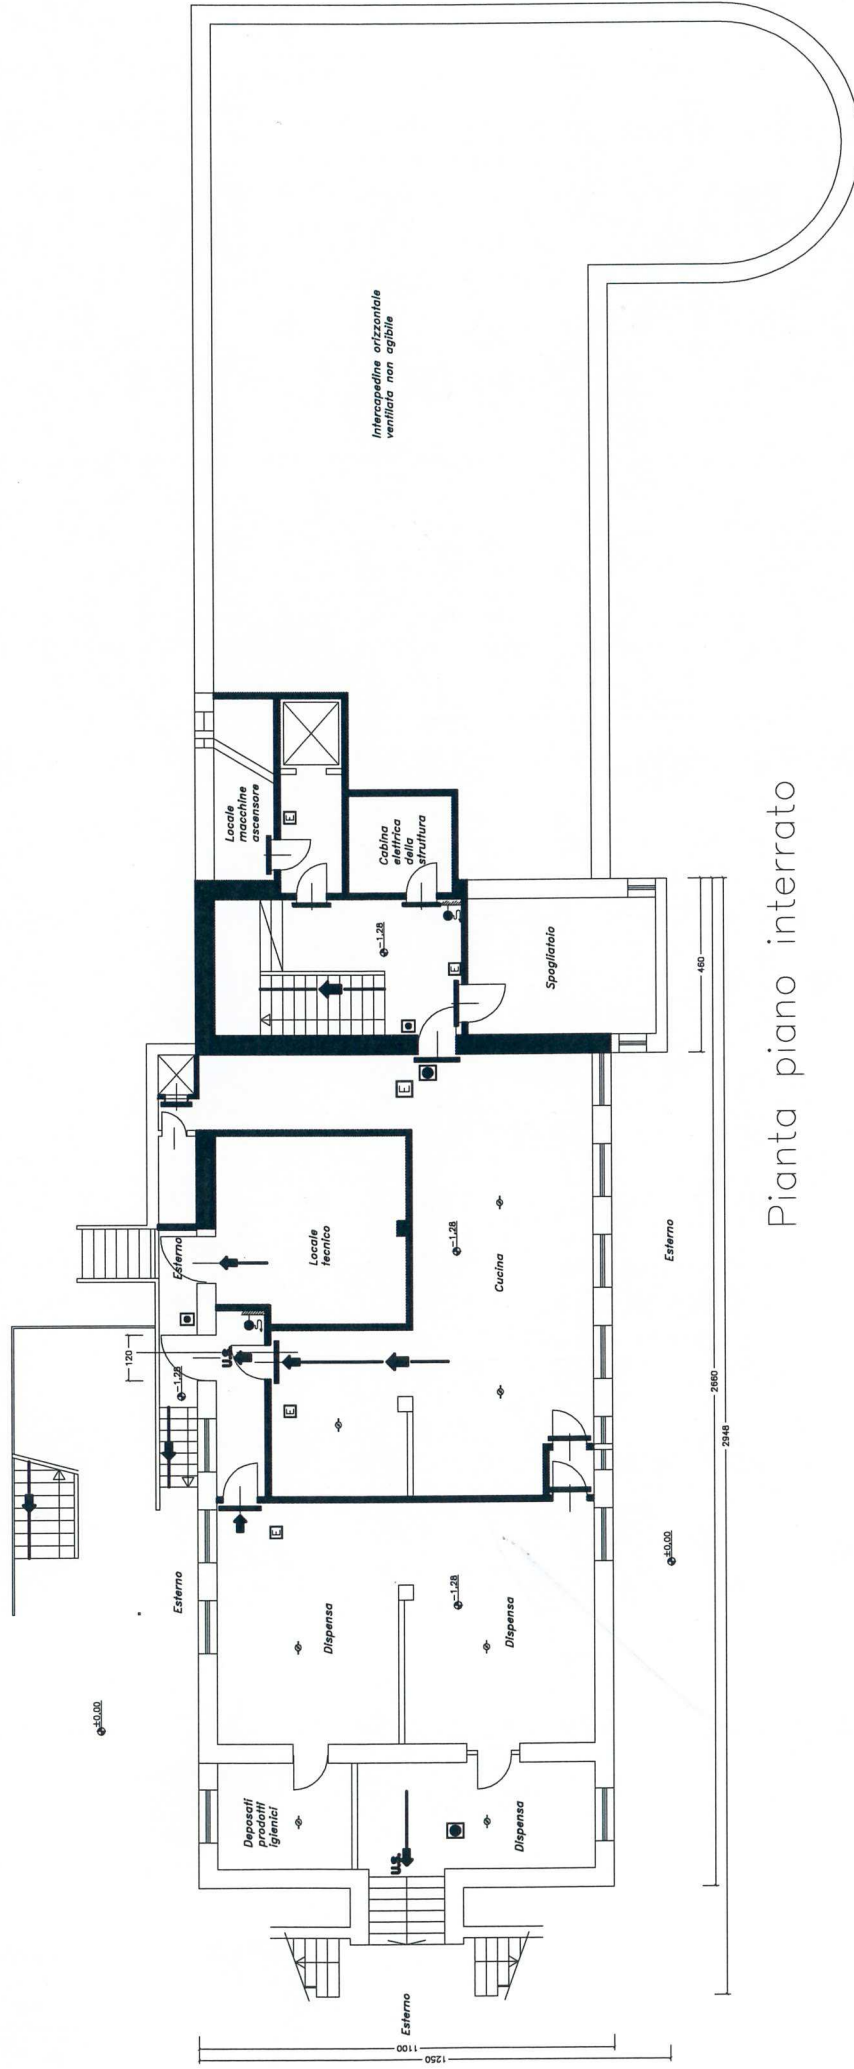 Intercapedine orizzontale
ventilata non agibile
Locale
macchine
ascensore
E
Cabina
elettrica
della
struttura
-1.28
E
Spogliatoio
460
E
Esterno
Locale
tecnico
-1.28
Cucina
Esterno
120
U.S.
-1.28
E
2660
2948
Esterno
E
Dispensa
-1.28
Dispensa
±0.00
±0.00
Deposati
prodotti
igienici
U.S.
Dispensa
Esterno
1100
1250
Pianta piano interrato